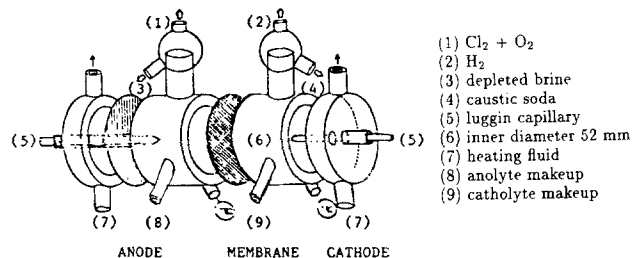 (1)
(2)
(3)
(4)
(5)
(6)
(5)
(7)
(8)
(9)
(7)
ANODE
MEMBRANE
CATHODE
(1) Cl₂ + O₂
(2) H₂
(3) depleted brine
(4) caustic soda
(5) luggin capillary
(6) inner diameter 52 mm
(7) heating fluid
(8) anolyte makeup
(9) catholyte makeup